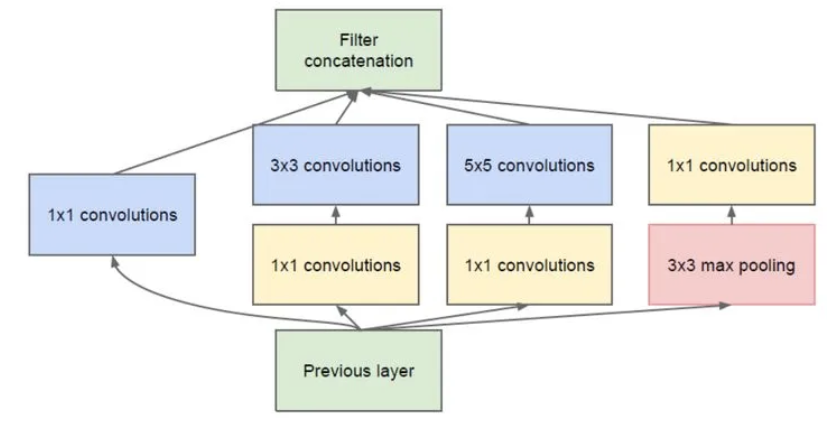 Filter
concatenation
3x3 convolutions
5x5 convolutions
1x1 convolutions
1x1 convolutions
1x1 convolutions
1x1 convolutions
3x3 max pooling
Previous layer